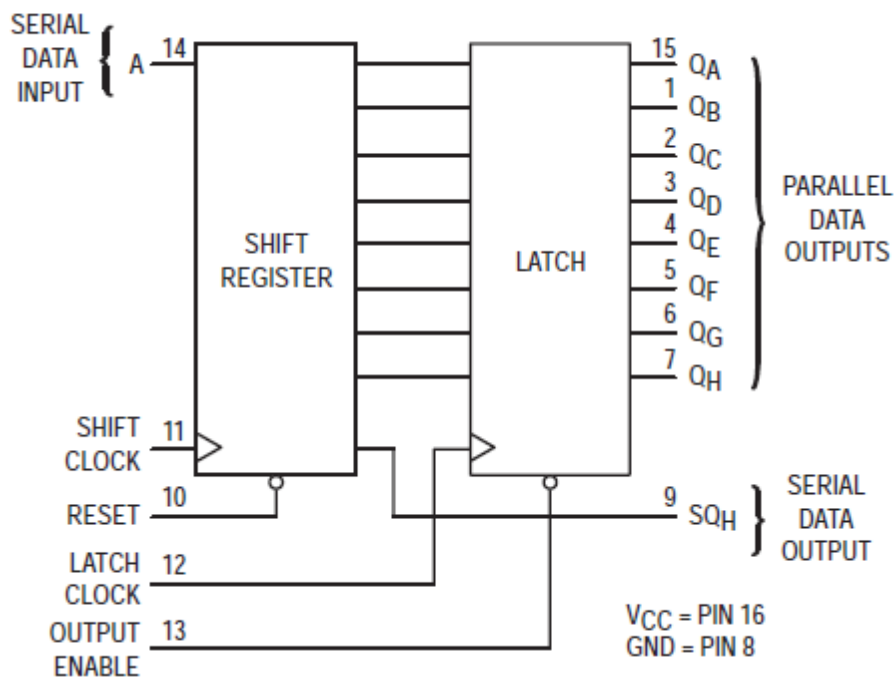 SERIAL
DATA
INPUT
A
14
SHIFT
REGISTER
LATCH
15 QA
1 QB
2 QC
3 QD
4 QE
5 QF
6 QG
7 QH
PARALLEL
DATA
OUTPUTS
SHIFT
CLOCK
11
RESET
10
LATCH
CLOCK
12
OUTPUT
ENABLE
13
9 SQH
SERIAL
DATA
OUTPUT
VCC = PIN 16
GND = PIN 8